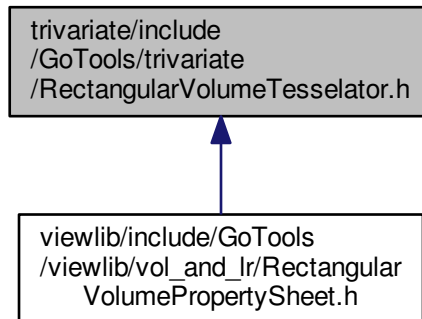 trivariate/include
/GoTools/trivariate
/RectangularVolumeTesselator.h
viewlib/include/GoTools
/viewlib/vol_and_lr/Rectangular
VolumePropertySheet.h